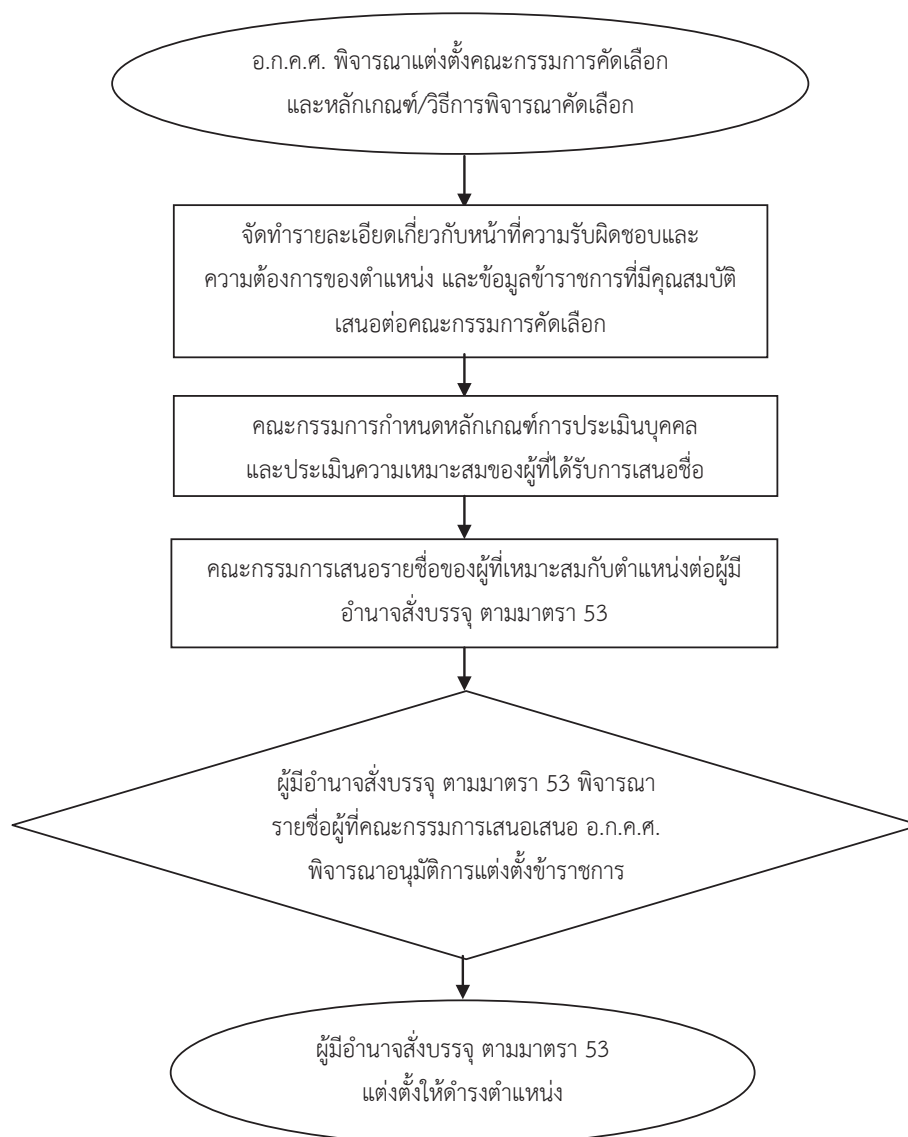 อ.ก.ค.ศ. พิจารณาแต่งตั้งคณะกรรมการคัดเลือก
และหลักเกณฑ์/วิธีการพิจารณาคัดเลือก
จัดทำรายละเอียดเกี่ยวกับหน้าที่ความรับผิดชอบและ
ความต้องการของตำแหน่ง และข้อมูลข้าราชการที่มีคุณสมบัติ
เสนอต่อคณะกรรมการคัดเลือก
คณะกรรมการกำหนดหลักเกณฑ์การประเมินบุคคล
และประเมินความเหมาะสมของผู้ที่ได้รับการเสนอชื่อ
คณะกรรมการเสนอรายชื่อของผู้ที่เหมาะสมกับตำแหน่งต่อผู้มี
อำนาจสั่งบรรจุ ตามมาตรา 53
ผู้มีอำนาจสั่งบรรจุ ตามมาตรา 53 พิจารณา
รายชื่อผู้ที่คณะกรรมการเสนอเสนอ อ.ก.ค.ศ.
พิจารณาอนุมัติการแต่งตั้งข้าราชการ
ผู้มีอำนาจสั่งบรรจุ ตามมาตรา 53
แต่งตั้งให้ดำรงตำแหน่ง